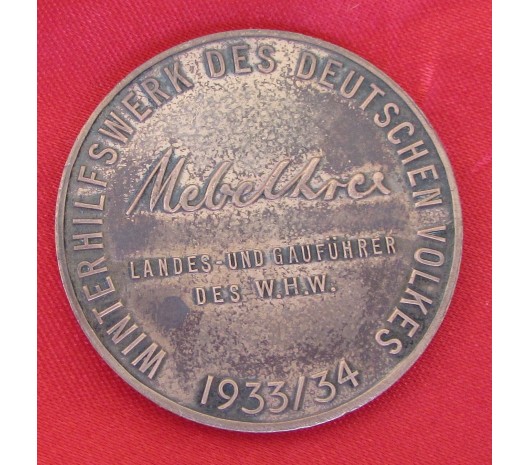 WINTERHILFSWERK DES DEUTSCHEN VOLKES
LANDES-UND GAUFÜHRER
DES W.H.W.
1933/34